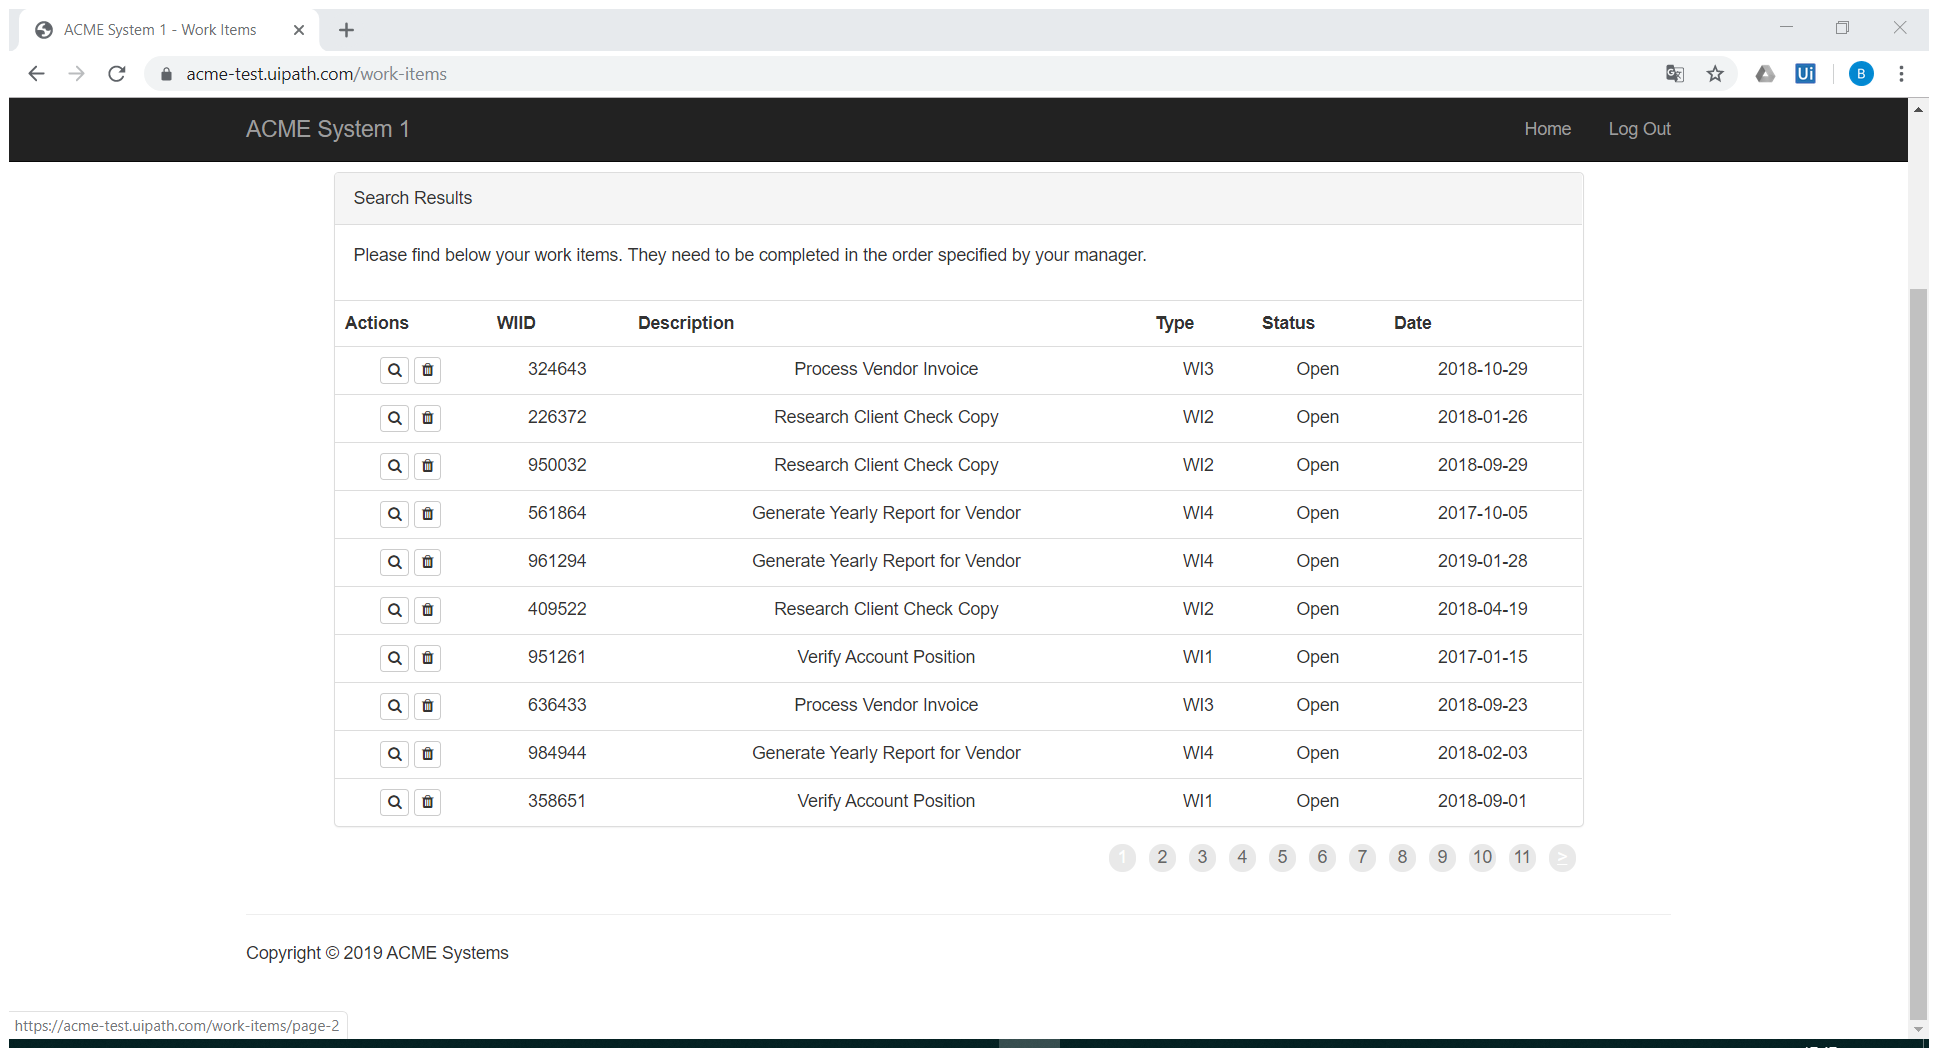 ACME System 1 - Work Items
acme-test.uipath.com/work-items
Ui
B
ACME System 1 Home Log Out
Search Results
Please find below your work items. They need to be completed in the order specified by your manager.
Actions WIID Description Type Status Date
324643 Process Vendor Invoice WI3 Open 2018-10-29
226372 Research Client Check Copy WI2 Open 2018-01-26
950032 Research Client Check Copy WI2 Open 2018-09-29
561864 Generate Yearly Report for Vendor WI4 Open 2017-10-05
961294 Generate Yearly Report for Vendor WI4 Open 2019-01-28
409522 Research Client Check Copy WI2 Open 2018-04-19
951261 Verify Account Position WI1 Open 2017-01-15
636433 Process Vendor Invoice WI3 Open 2018-09-23
984944 Generate Yearly Report for Vendor WI4 Open 2018-02-03
358651 Verify Account Position WI1 Open 2018-09-01
1 2 3 4 5 6 7 8 9 10 11 >
Copyright © 2019 ACME Systems
https://acme-test.uipath.com/work-items/page-2